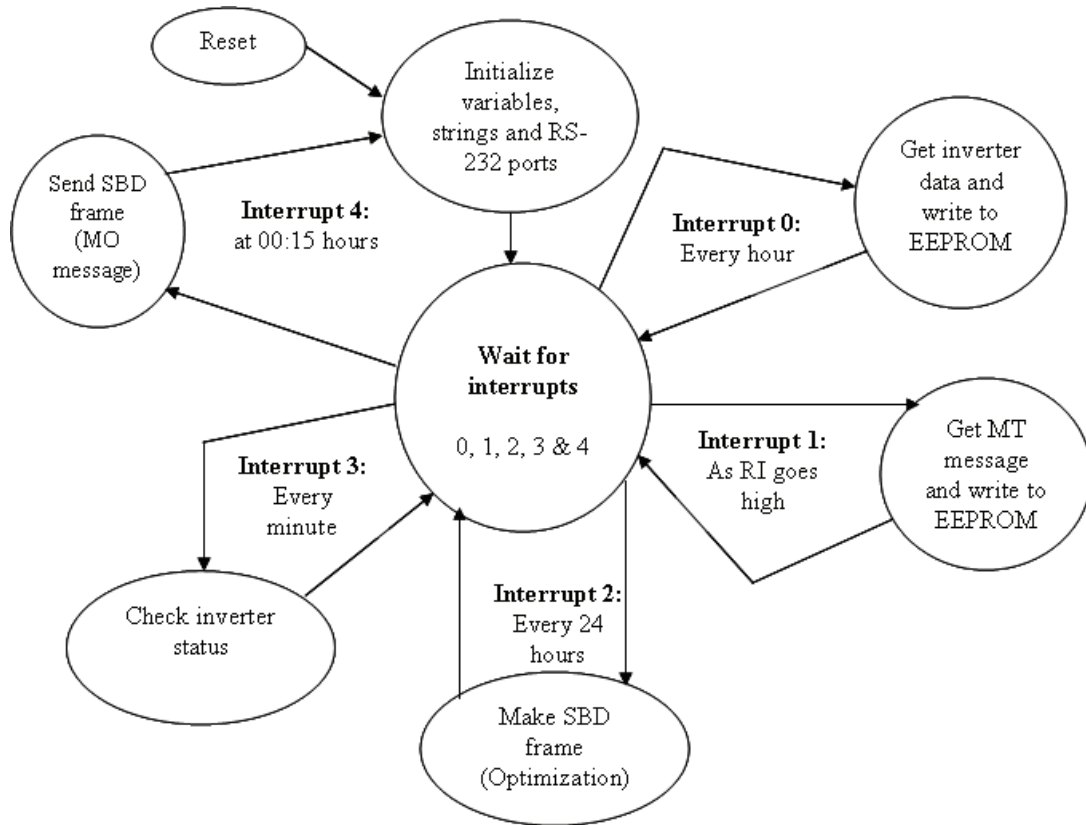 Reset
Initialize
variables,
strings and RS-
232 ports
Send SBD
frame
(MO
message)
Interrupt 4:
at 00:15 hours
Interrupt 0:
Every hour
Get inverter
data and
write to
EEPROM
Wait for
interrupts
0, 1, 2, 3 & 4
Interrupt 3:
Every
minute
Interrupt 1:
As RI goes
high
Get MT
message
and write to
EEPROM
Check inverter
status
Interrupt 2:
Every 24
hours
Make SBD
frame
(Optimization)